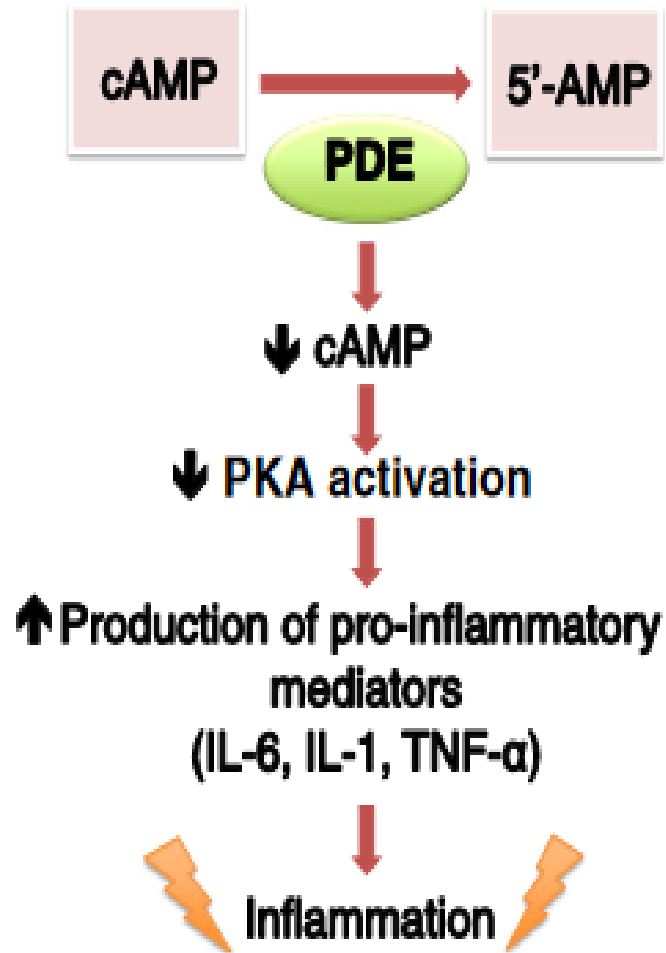 cAMP
5'-AMP
PDE
🡻 cAMP
🡻 PKA activation
🡹 Production of pro-inflammatory
mediators
(IL-6, IL-1, TNF-α)
Inflammation